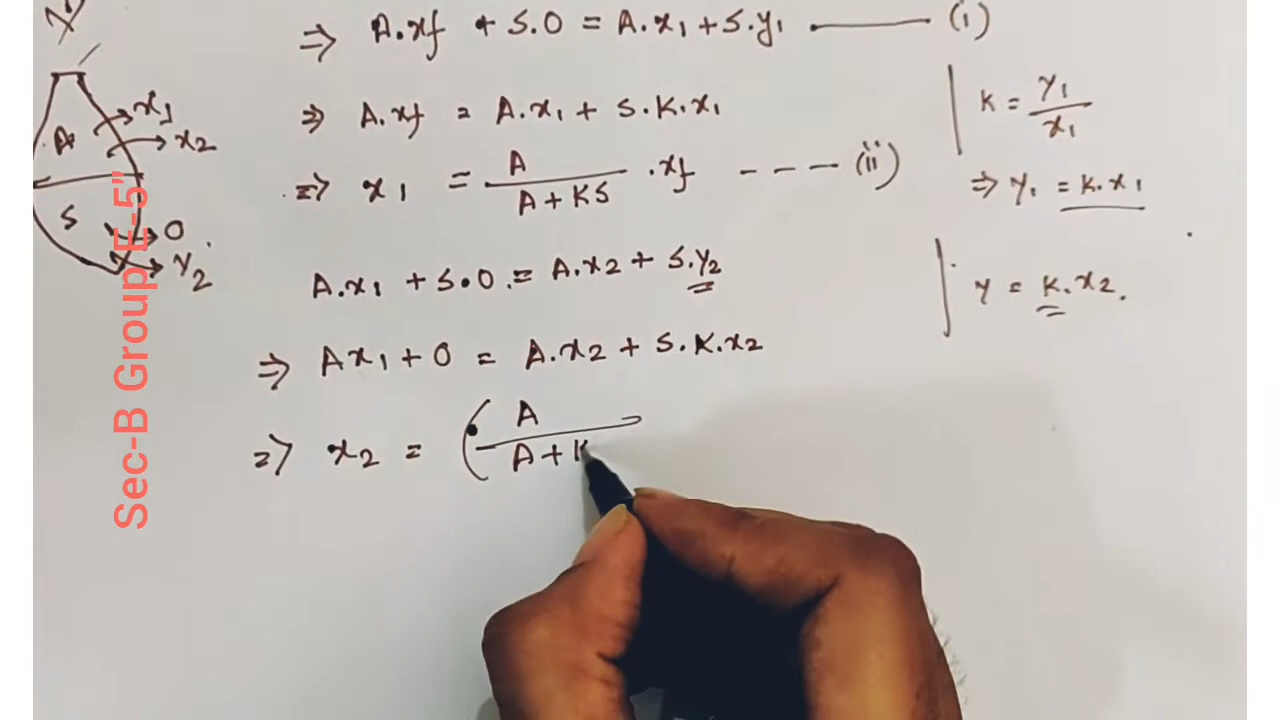 ⇒ A.xf + S.0 = A.x1 + S.y1 ——— (i)
⇒ A.xf = A.x1 + S.K.x1
K = y1/x1
⇒ x1 = A/(A + KS) .xf - - - (ii)
⇒ y1 = K.x1
A.x1 + S.0 = A.x2 + S.y2
y = K.x2.
⇒ Ax1 + 0 = A.x2 + S.K.x2
⇒ x2 = (A/(A + K
A
x1
x2
S
0
y2
Sec-B Group E-5"